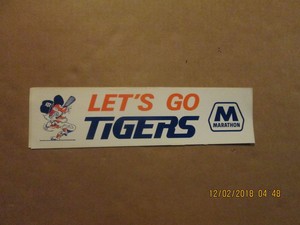 LET'S GO
TIGERS
M
MARATHON
12/02/2018 04:48